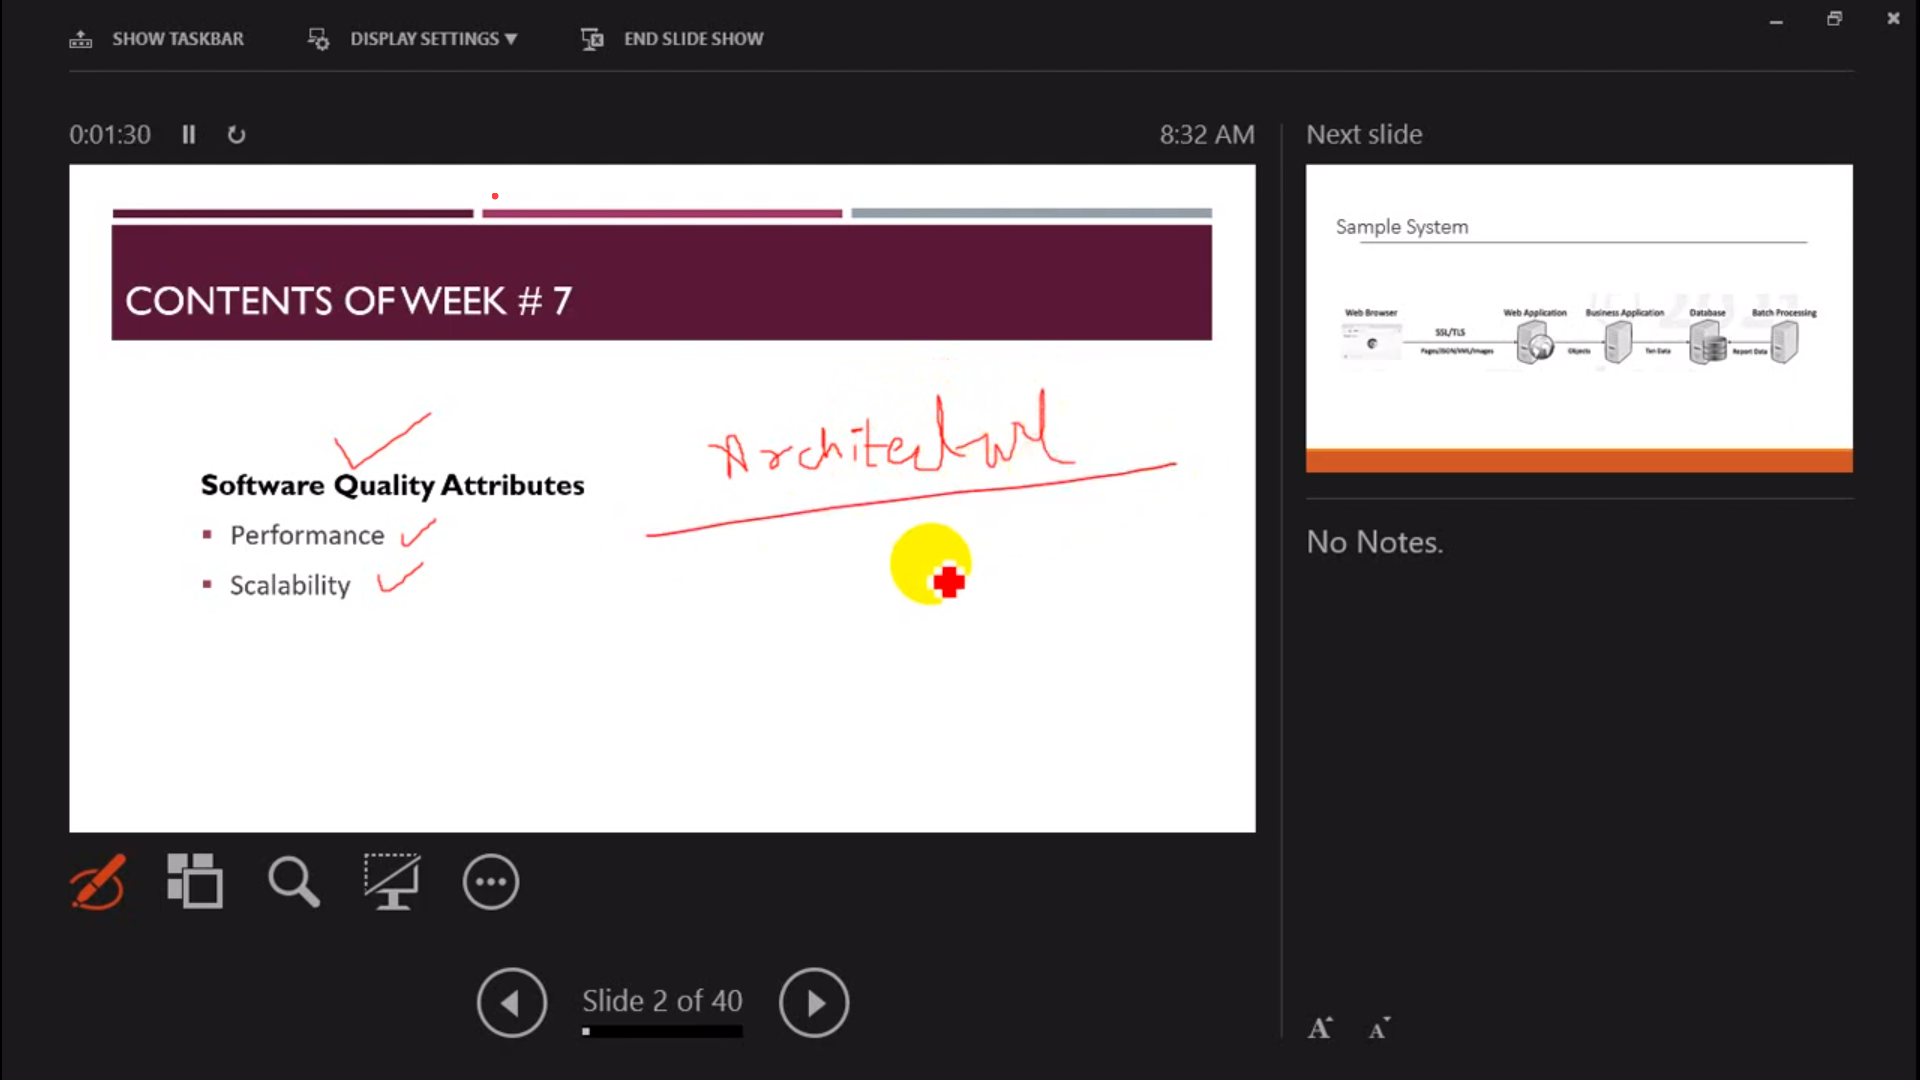 SHOW TASKBAR
DISPLAY SETTINGS ▼
END SLIDE SHOW
0:01:30
8:32 AM
CONTENTS OF WEEK # 7
Architectural
Software Quality Attributes
▪ Performance
▪ Scalability
Slide 2 of 40
Next slide
Sample System
Web Browser
Web Application
Business Application
Database
Batch Processing
SSL/TLS
Pages/JSON/XML/Images
Objects
Ten Data
Report Data
No Notes.
A A